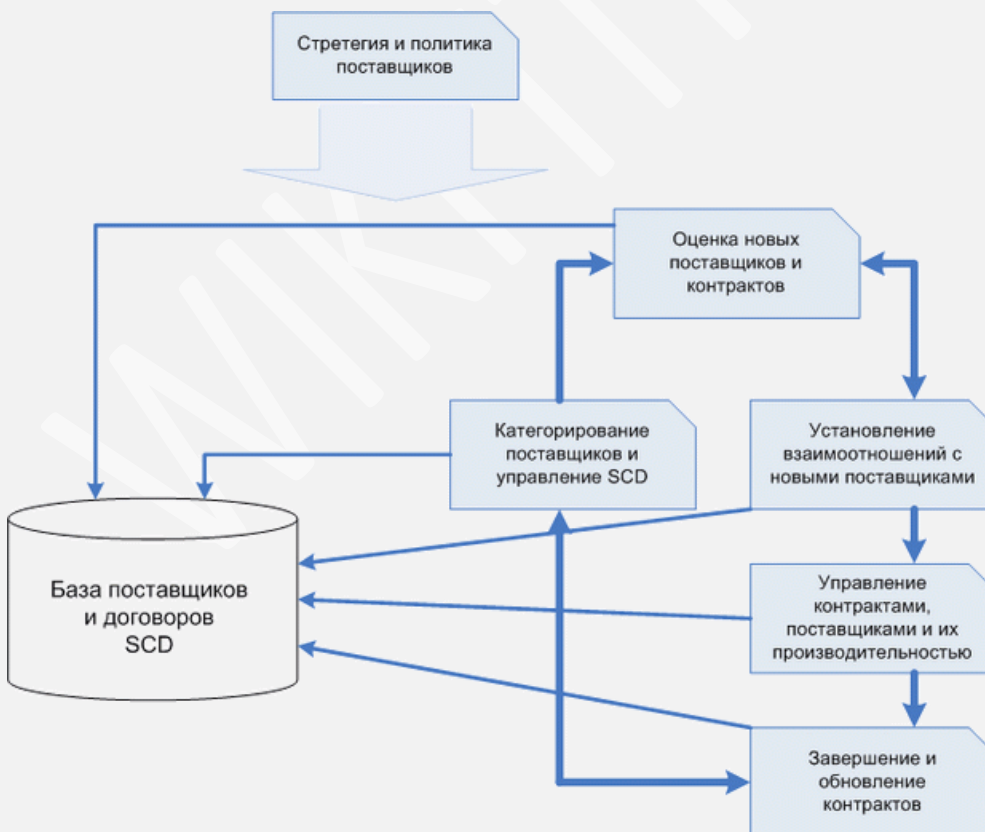 Стретегия и политика
поставщиков
Оценка новых
поставщиков и
контрактов
Категорирование
поставщиков и
управление SCD
Установление
взаимоотношений с
новыми поставщиками
База поставщиков
и договоров
SCD
Управление
контрактами,
поставщиками и их
производительностью
Завершение и
обновление
контрактов